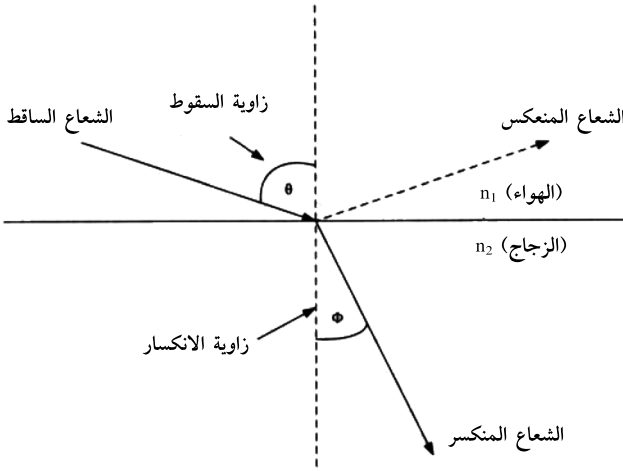 زاوية السقوط
الشعاع الساقط
الشعاع المنعكس
θ
n₁ (الهواء)
n₂ (الزجاج)
Φ
زاوية الانكسار
الشعاع المنكسر